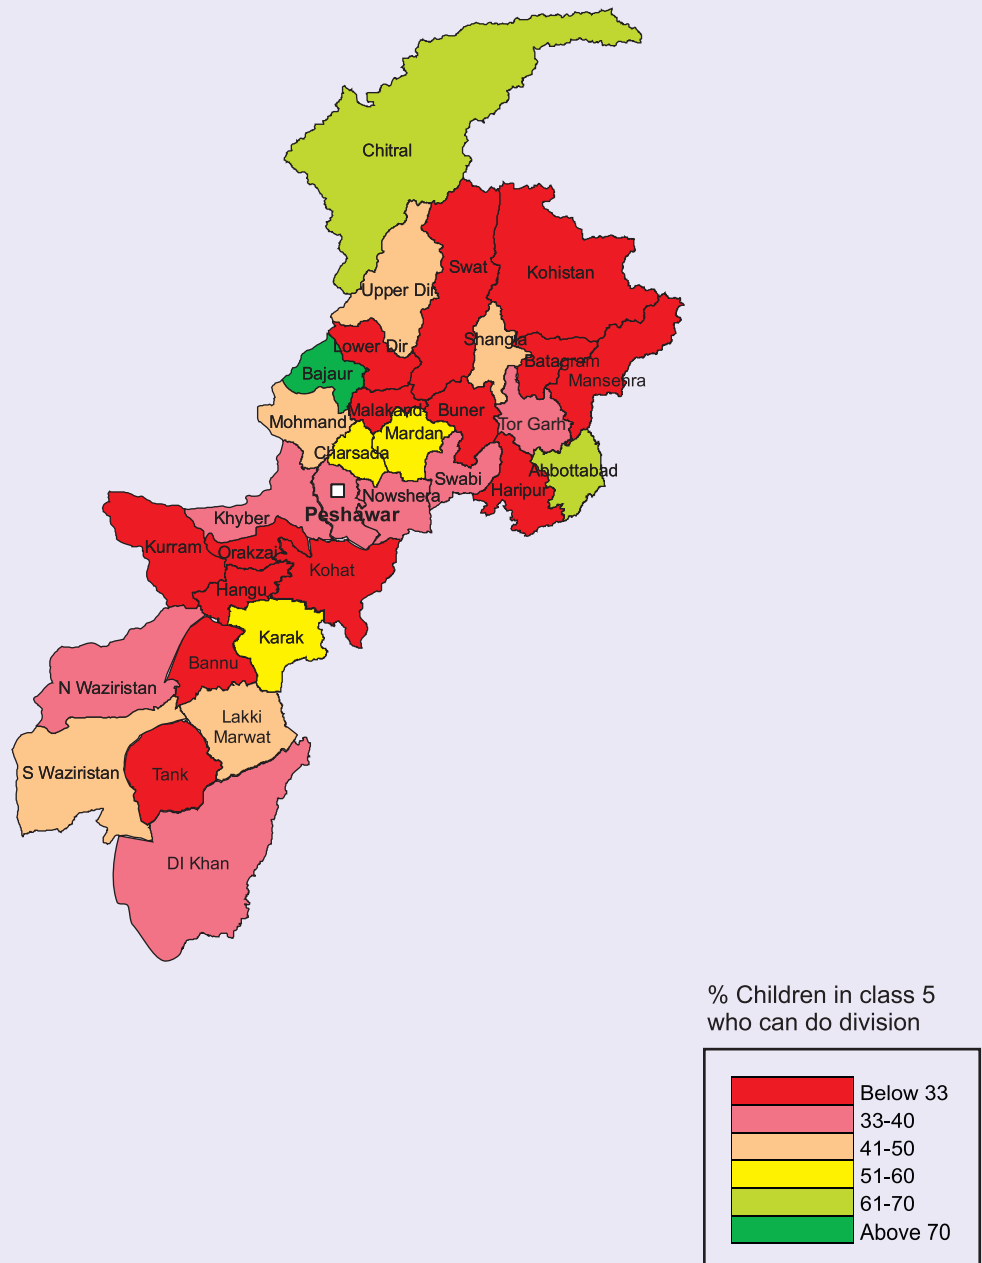 Chitral
Swat
Kohistan
Upper Dir
Shangla
Lower Dir
Batagram
Bajaur
Mansehra
Malakand
Buner
Mohmand
Tor Garh
Mardan
Charsada
Abbottabad
Swabi
Haripur
Nowshera
Peshawar
Khyber
Kurram
Orakzai
Kohat
Hangu
Karak
Bannu
N Waziristan
Lakki
Marwat
S Waziristan
Tank
DI Khan
% Children in class 5
who can do division
Below 33
33-40
41-50
51-60
61-70
Above 70